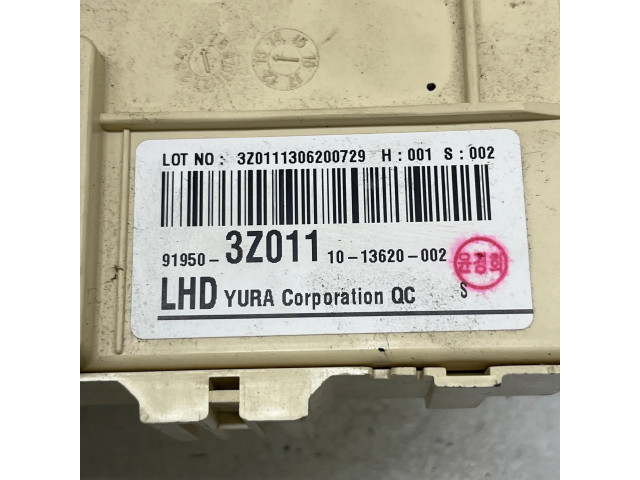 LOT NO: 3Z0111306200729 H:001 S:002
91950-3Z011 10-13620-002
LHD YURA Corporation QC S